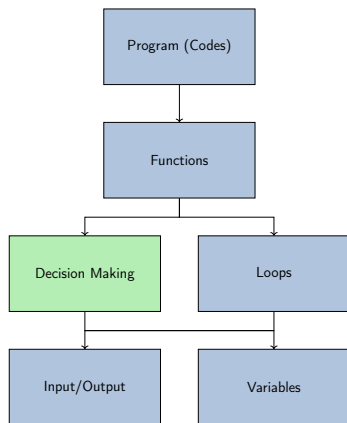 Program (Codes)
Functions
Decision Making
Loops
Input/Output
Variables